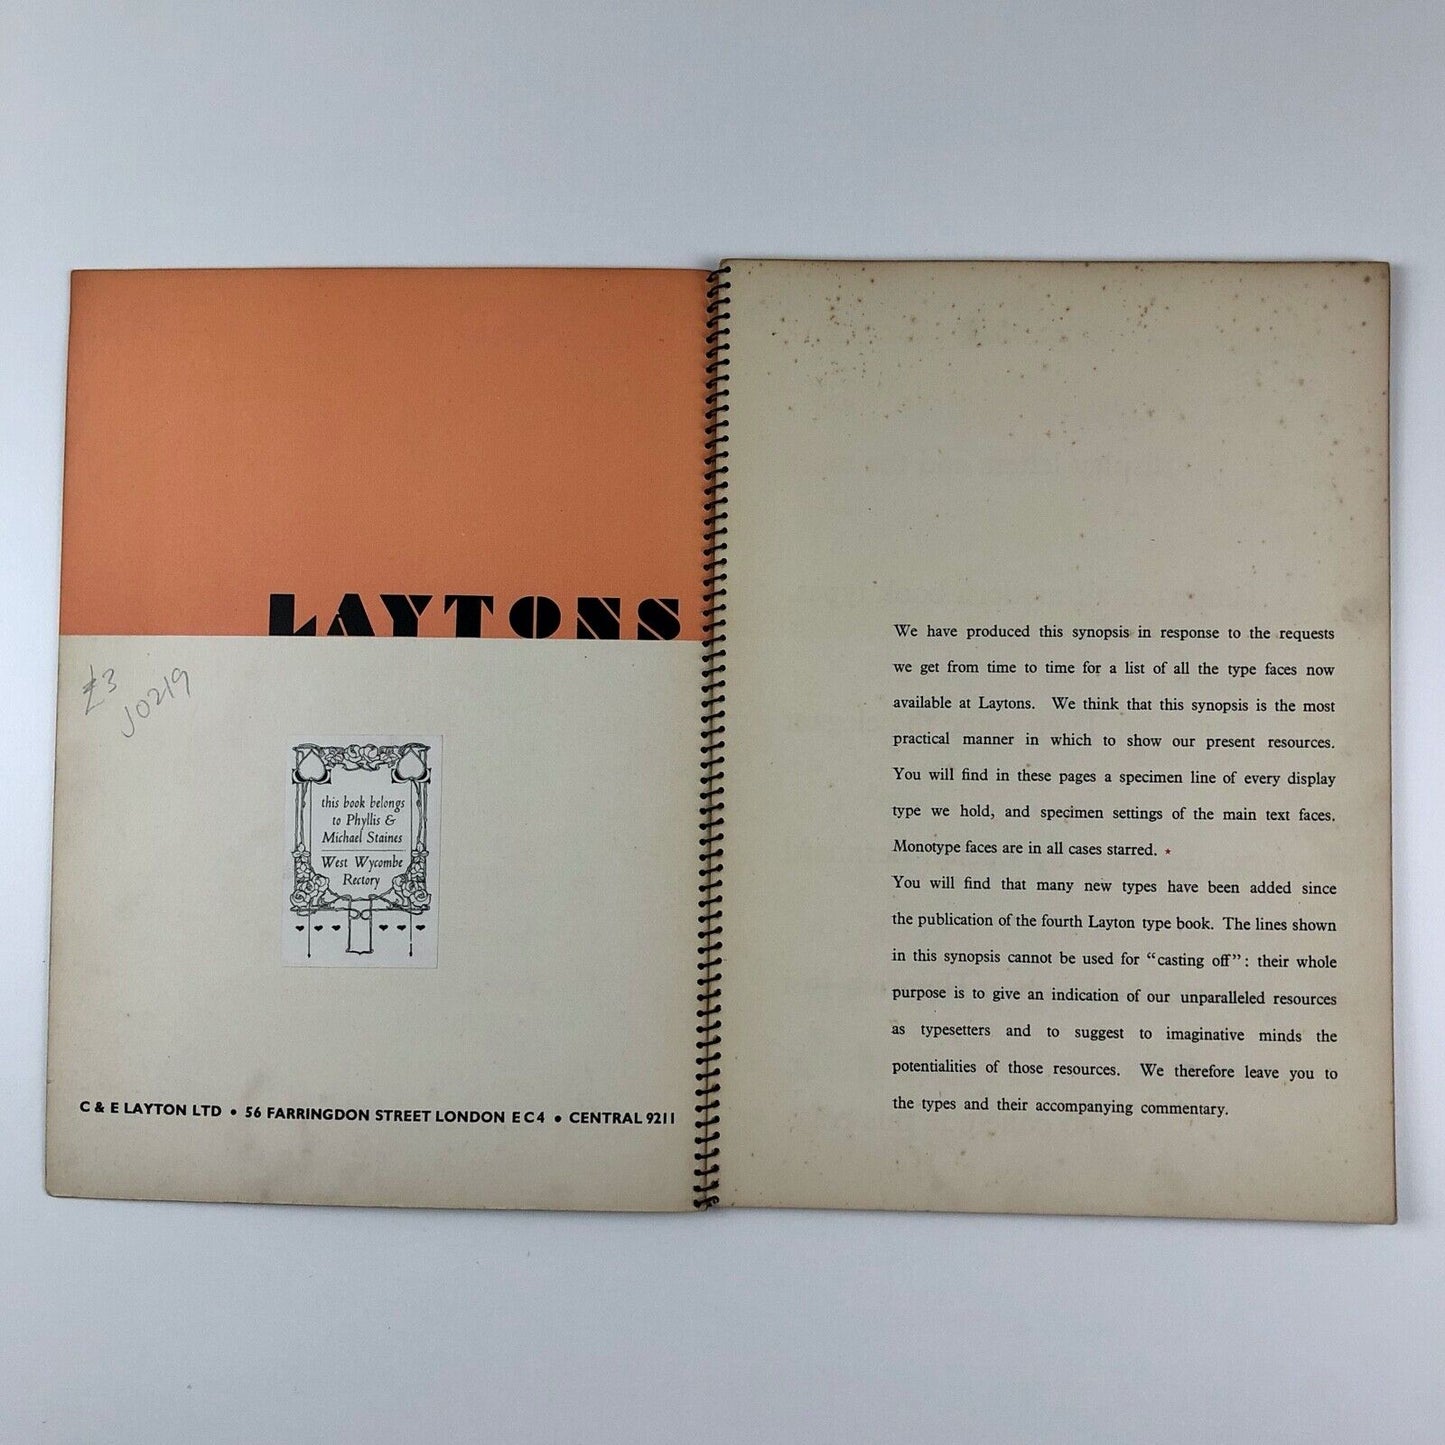 LAYTONS
£3
J0219
this book belongs
to Phyllis &
Michael Staines
West Wycombe
Rectory
C & E LAYTON LTD • 56 FARRINGDON STREET LONDON E C 4 • CENTRAL 9211
We have produced this synopsis in response to the requests
we get from time to time for a list of all the type faces now
available at Laytons. We think that this synopsis is the most
practical manner in which to show our present resources.
You will find in these pages a specimen line of every display
type we hold, and specimen settings of the main text faces.
Monotype faces are in all cases starred. ★
You will find that many new types have been added since
the publication of the fourth Layton type book. The lines shown
in this synopsis cannot be used for “casting off”: their whole
purpose is to give an indication of our unparalleled resources
as typesetters and to suggest to imaginative minds the
potentialities of those resources. We therefore leave you to
the types and their accompanying commentary.